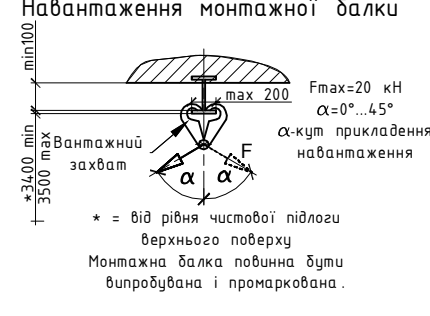 Навантаження монтажної балки
min100
max 200
Fmax=20 кН
α=0°...45°
α-кут прикладення
навантаження
Вантажний
захват
F
α α
*3400 min
3500 max
* = від рівня чистової підлоги
верхнього поверху
Монтажна балка повинна бути
випробувана і промаркована.